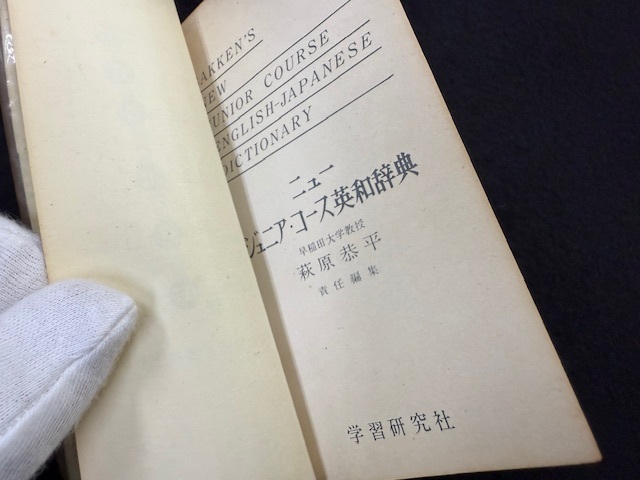 AKKEN'S
EW
UNIOR COURSE
ENGLISH-JAPANESE
DICTIONARY
ニュー
ジュニア・コース英和辞典
早稲田大学教授
萩原恭平
責任編集
学習研究社